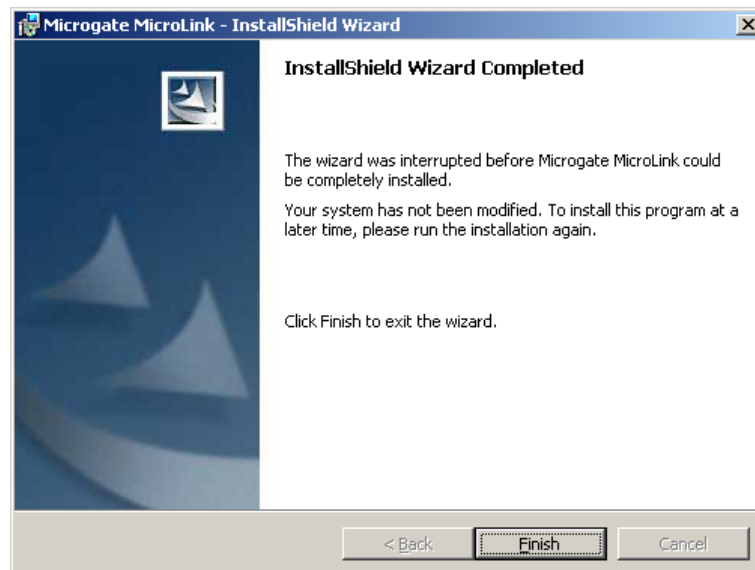 Microgate MicroLink - InstallShield Wizard
InstallShield Wizard Completed
The wizard was interrupted before Microgate MicroLink could
be completely installed.
Your system has not been modified. To install this program at a
later time, please run the installation again.
Click Finish to exit the wizard.
< Back
Finish
Cancel